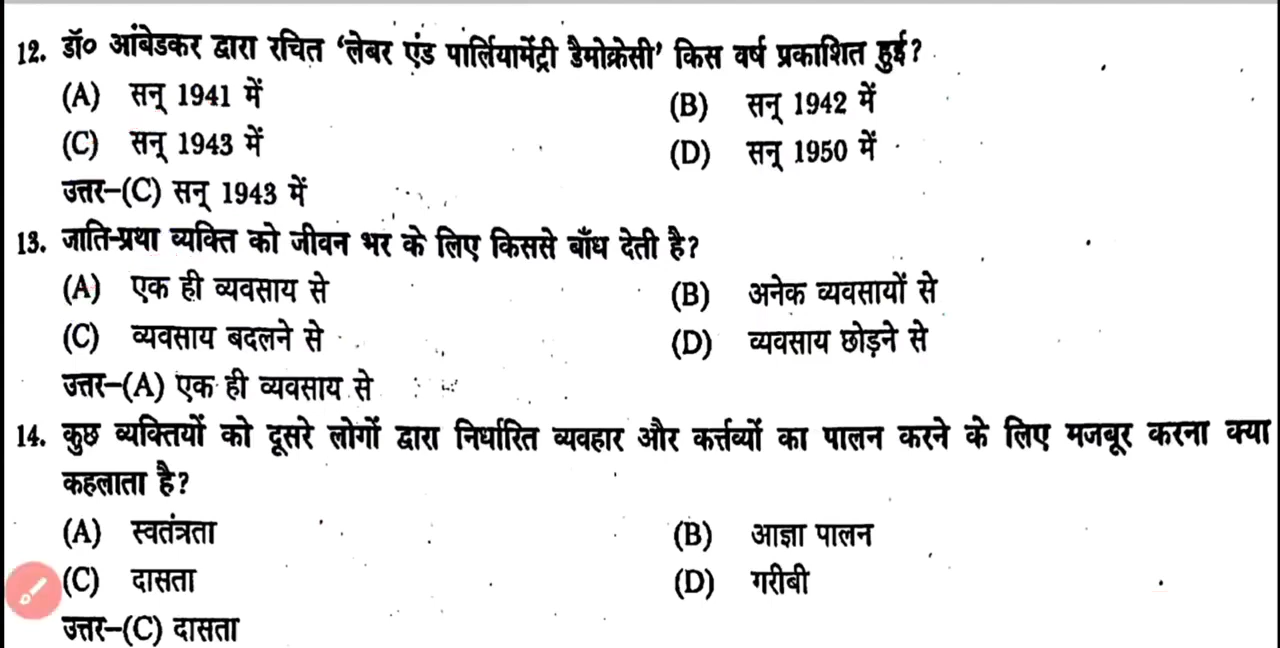 12. डॉ० आंबेडकर द्वारा रचित ‘लेबर एंड पार्लियामेंट्री डैमोक्रेसी’ किस वर्ष प्रकाशित हुई?
(A) सन् 1941 में (B) सन् 1942 में
(C) सन् 1943 में (D) सन् 1950 में
उत्तर–(C) सन् 1943 में
13. जाति-प्रथा व्यक्ति को जीवन भर के लिए किससे बाँध देती है?
(A) एक ही व्यवसाय से (B) अनेक व्यवसायों से
(C) व्यवसाय बदलने से (D) व्यवसाय छोड़ने से
उत्तर–(A) एक ही व्यवसाय से
14. कुछ व्यक्तियों को दूसरे लोगों द्वारा निर्धारित व्यवहार और कर्त्तव्यों का पालन करने के लिए मजबूर करना क्या
कहलाता है?
(A) स्वतंत्रता (B) आज्ञा पालन
(C) दासता (D) गरीबी
उत्तर–(C) दासता